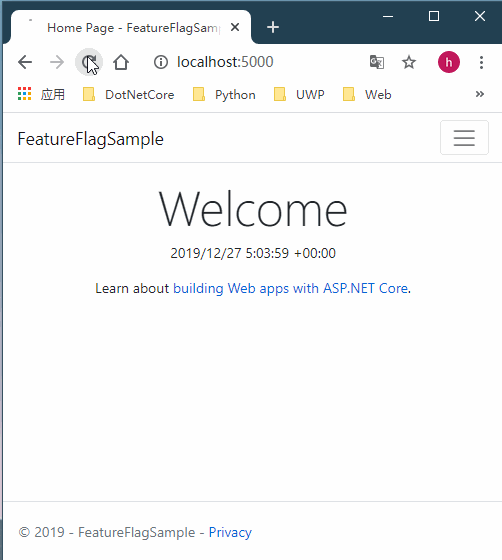 Home Page - FeatureFlagSam
localhost:5000
h
应用 DotNetCore Python UWP Web »
FeatureFlagSample
Welcome
2019/12/27 5:03:59 +00:00
Learn about building Web apps with ASP.NET Core.
© 2019 - FeatureFlagSample - Privacy